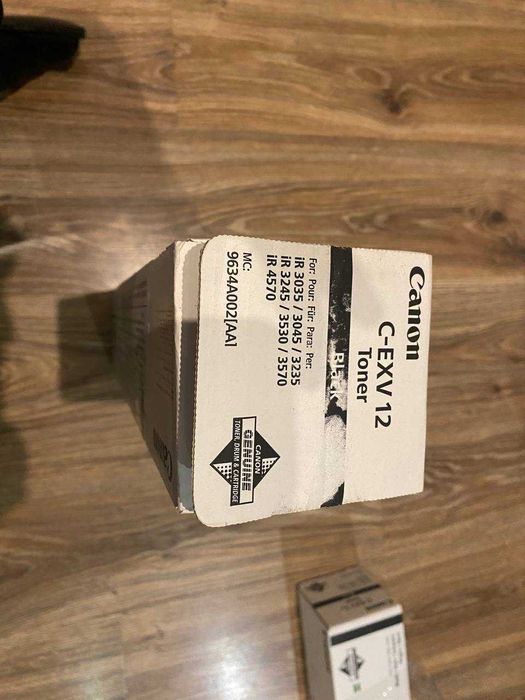 Canon
C-EXV 12
Toner
Black
For: Pour: Für: Para: Per:
iR 3035 / 3045 / 3235
iR 3245 / 3530 / 3570
iR 4570
MC:
9634A002[AA]
CANON
GENUINE
TONER, DRUM & CARTRIDGE
Canon